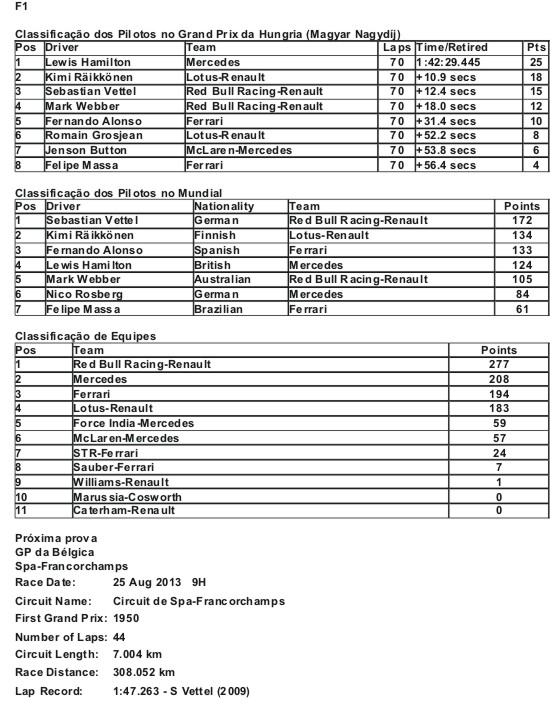 F1
Classificação dos Pilotos no Grand Prix da Hungria (Magyar Nagydíj)
Pos Driver Team Laps Time/Retired Pts
1 Lewis Hamilton Mercedes 70 1:42:29.445 25
2 Kimi Räikkönen Lotus-Renault 70 +10.9 secs 18
3 Sebastian Vettel Red Bull Racing-Renault 70 +12.4 secs 15
4 Mark Webber Red Bull Racing-Renault 70 +18.0 secs 12
5 Fernando Alonso Ferrari 70 +31.4 secs 10
6 Romain Grosjean Lotus-Renault 70 +52.2 secs 8
7 Jenson Button McLaren-Mercedes 70 +53.8 secs 6
8 Felipe Massa Ferrari 70 +56.4 secs 4
Classificação dos Pilotos no Mundial
Pos Driver Nationality Team Points
1 Sebastian Vettel German Red Bull Racing-Renault 172
2 Kimi Räikkönen Finnish Lotus-Renault 134
3 Fernando Alonso Spanish Ferrari 133
4 Lewis Hamilton British Mercedes 124
5 Mark Webber Australian Red Bull Racing-Renault 105
6 Nico Rosberg German Mercedes 84
7 Felipe Massa Brazilian Ferrari 61
Classificação de Equipes
Pos Team Points
1 Red Bull Racing-Renault 277
2 Mercedes 208
3 Ferrari 194
4 Lotus-Renault 183
5 Force India-Mercedes 59
6 McLaren-Mercedes 57
7 STR-Ferrari 24
8 Sauber-Ferrari 7
9 Williams-Renault 1
10 Marussia-Cosworth 0
11 Caterham-Renault 0
Próxima prova
GP da Bélgica
Spa-Francorchamps
Race Date: 25 Aug 2013 9H
Circuit Name: Circuit de Spa-Francorchamps
First Grand Prix: 1950
Number of Laps: 44
Circuit Length: 7.004 km
Race Distance: 308.052 km
Lap Record: 1:47.263 - S Vettel (2009)